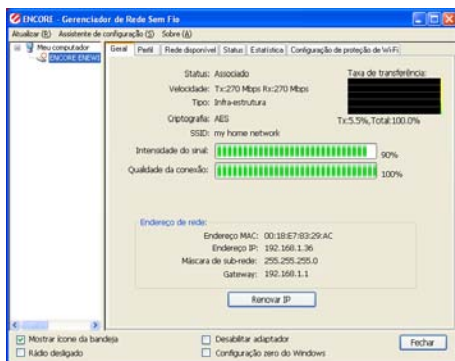 ENCORE - Gerenciador de Rede Sem Fio
Atualizar (R) Assistente de configuração (S) Sobre (A)
Meu computador
ENCORE ENEWI
Geral Perfil Rede disponível Status Estatística Configuração de proteção de Wi-Fi
Status: Associado
Taxa de transferência:
Velocidade: Tx:270 Mbps Rx:270 Mbps
Tipo: Infra-estrutura
Criptografia: AES
Tx:5.5%, Total:100.0%
SSID: my home network
Intensidade do sinal: 90%
Qualidade da conexão: 100%
Endereço de rede:
Endereço MAC: 00:18:E7:83:29:AC
Endereço IP: 192.168.1.36
Máscara de sub-rede: 255.255.255.0
Gateway: 192.168.1.1
Renovar IP
Mostrar ícone da bandeja
Desabilitar adaptador
Fechar
Rádio desligado
Configuração zero do Windows